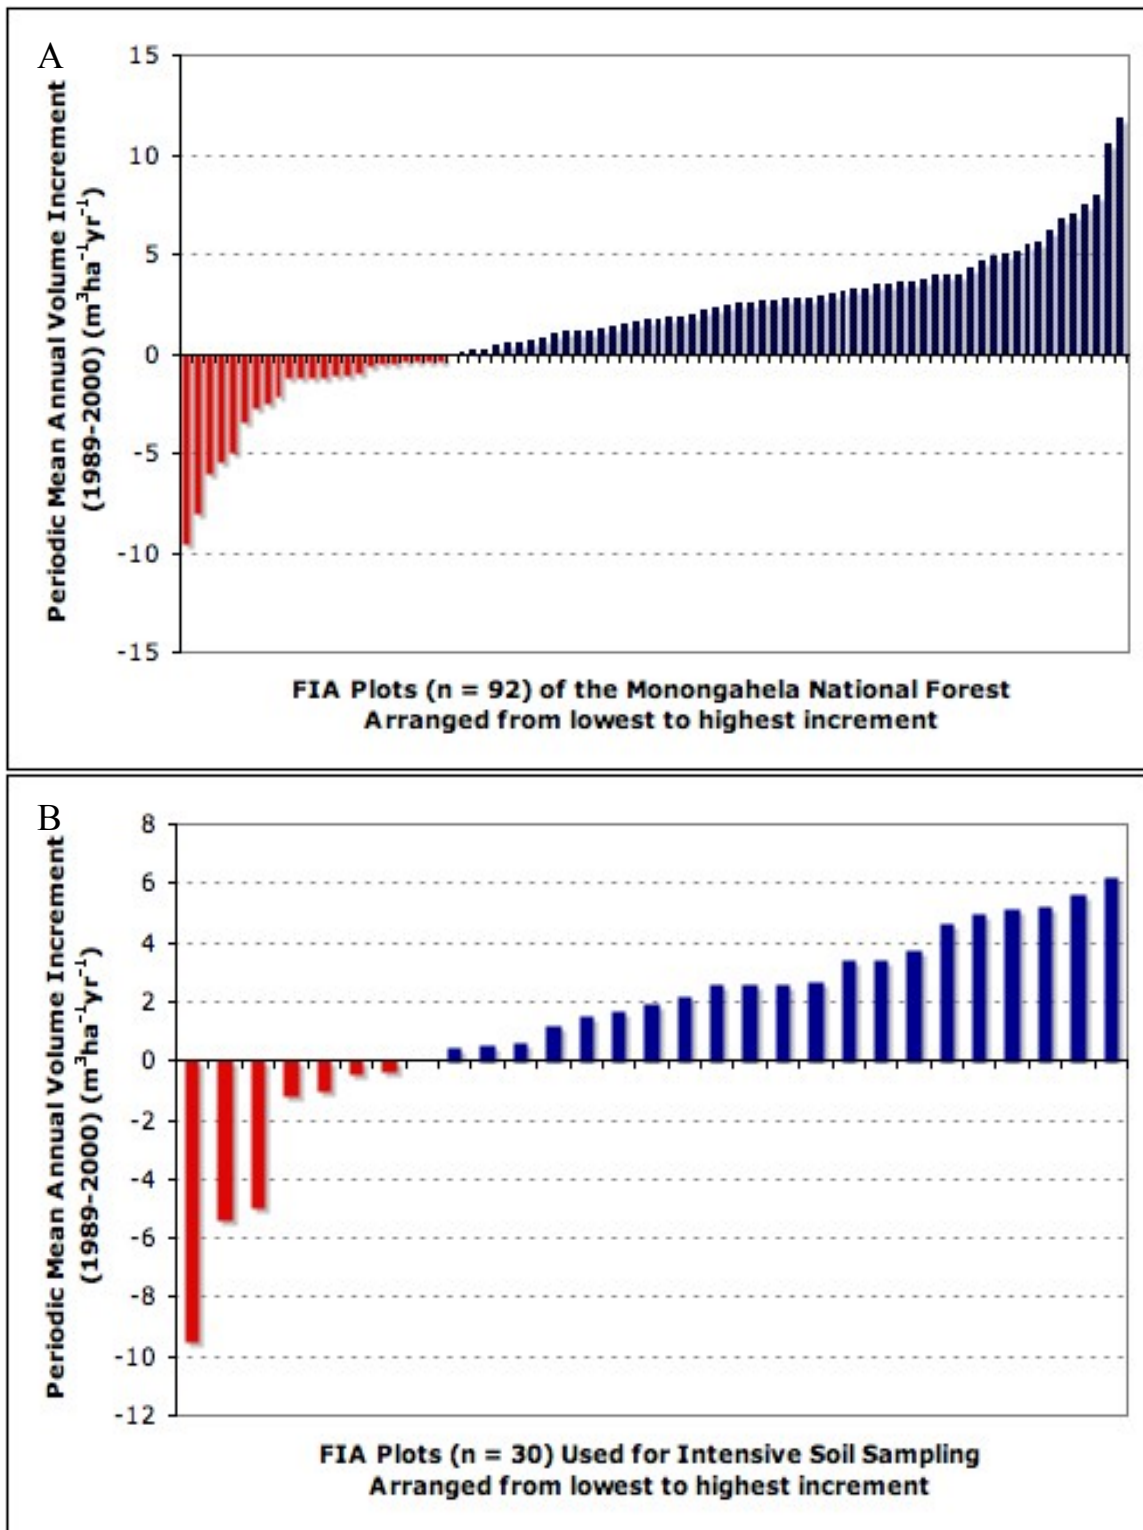 A
Periodic Mean Annual Volume Increment
(1989-2000) (m³ha⁻¹yr⁻¹)
15
10
5
0
-5
-10
-15
FIA Plots (n = 92) of the Monongahela National Forest
Arranged from lowest to highest increment
B
Periodic Mean Annual Volume Increment
(1989-2000) (m³ha⁻¹yr⁻¹)
8
6
4
2
0
-2
-4
-6
-8
-10
-12
FIA Plots (n = 30) Used for Intensive Soil Sampling
Arranged from lowest to highest increment